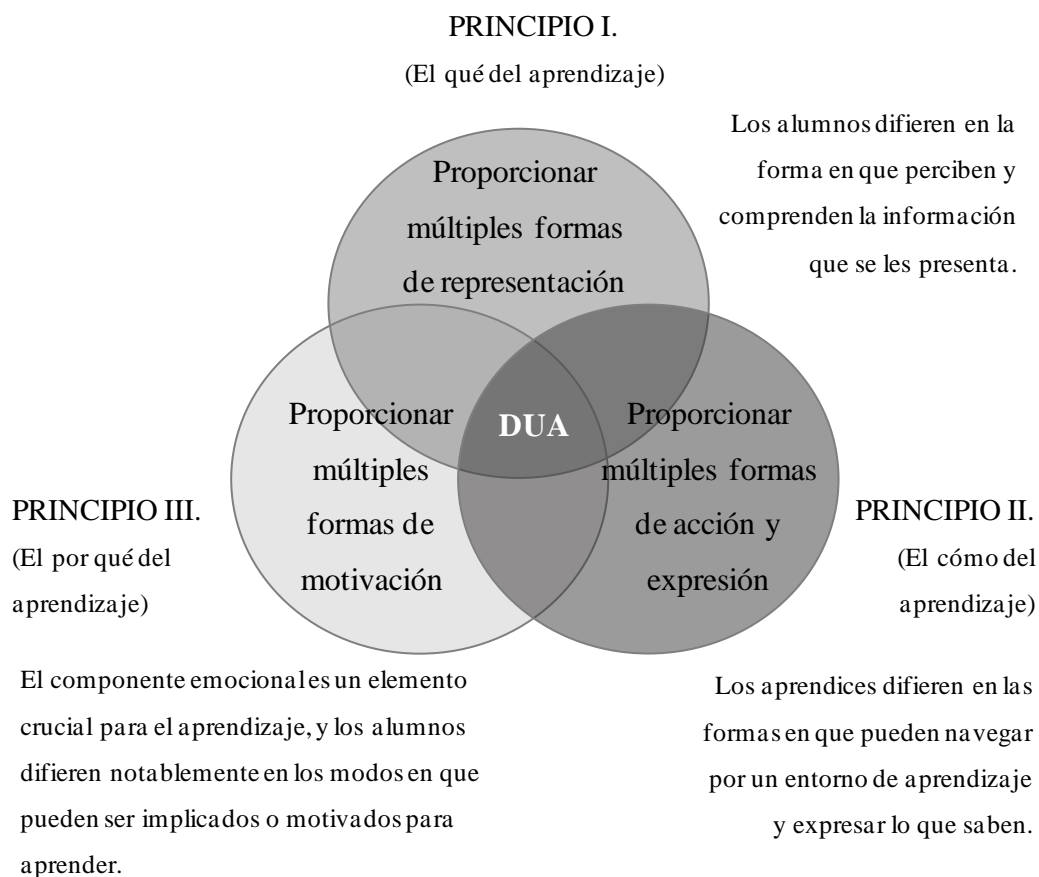 PRINCIPIO I.
(El qué del aprendizaje)
Los alumnos difieren en la
forma en que perciben y
comprenden la información
que se les presenta.
Proporcionar
múltiples formas
de representación
DUA
Proporcionar
múltiples
formas de
motivación
Proporcionar
múltiples formas
de acción y
expresión
PRINCIPIO III.
(El por qué del
aprendizaje)
PRINCIPIO II.
(El cómo del
aprendizaje)
El componente emocional es un elemento
crucial para el aprendizaje, y los alumnos
difieren notablemente en los modos en que
pueden ser implicados o motivados para
aprender.
Los aprendices difieren en las
formas en que pueden navegar
por un entorno de aprendizaje
y expresar lo que saben.